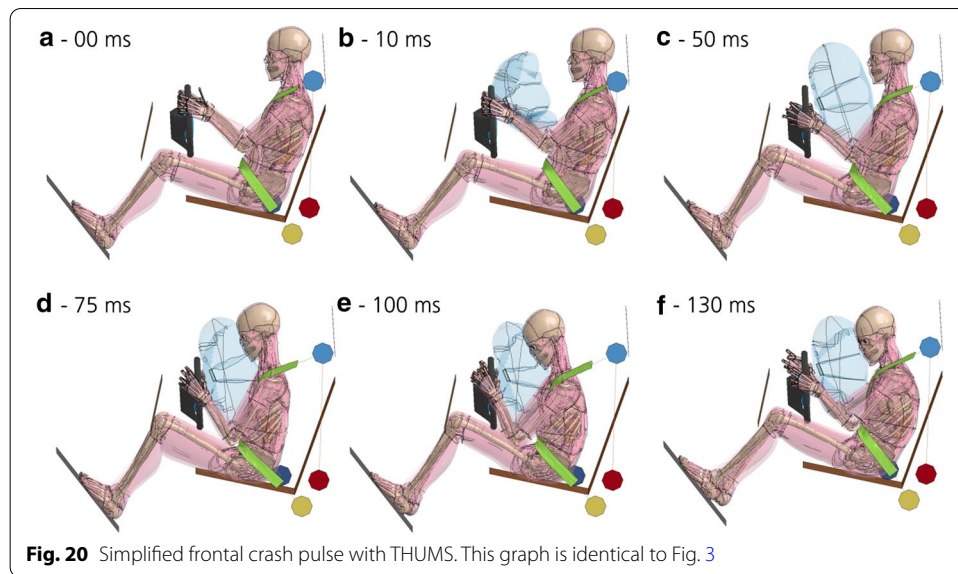 a - 00 ms
b - 10 ms
c - 50 ms
d - 75 ms
e - 100 ms
f - 130 ms
Fig. 20 Simplified frontal crash pulse with THUMS. This graph is identical to Fig. 3